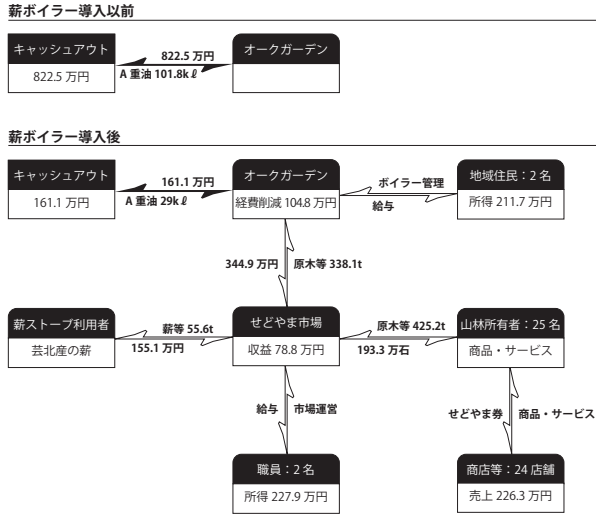 薪ボイラー導入以前
キャッシュアウト
822.5 万円
822.5 万円
A 重油 101.8k ℓ
オークガーデン
薪ボイラー導入後
キャッシュアウト
161.1 万円
161.1 万円
A 重油 29k ℓ
オークガーデン
経費削減 104.8 万円
ボイラー管理
給与
地域住民：2 名
所得 211.7 万円
344.9 万円
原木等 338.1t
薪ストーブ利用者
芸北産の薪
薪等 55.6t
155.1 万円
せどやま市場
収益 78.8 万円
原木等 425.2t
193.3 万石
山林所有者：25 名
商品・サービス
給与
市場運営
せどやま券
商品・サービス
職員：2 名
所得 227.9 万円
商店等：24 店舗
売上 226.3 万円